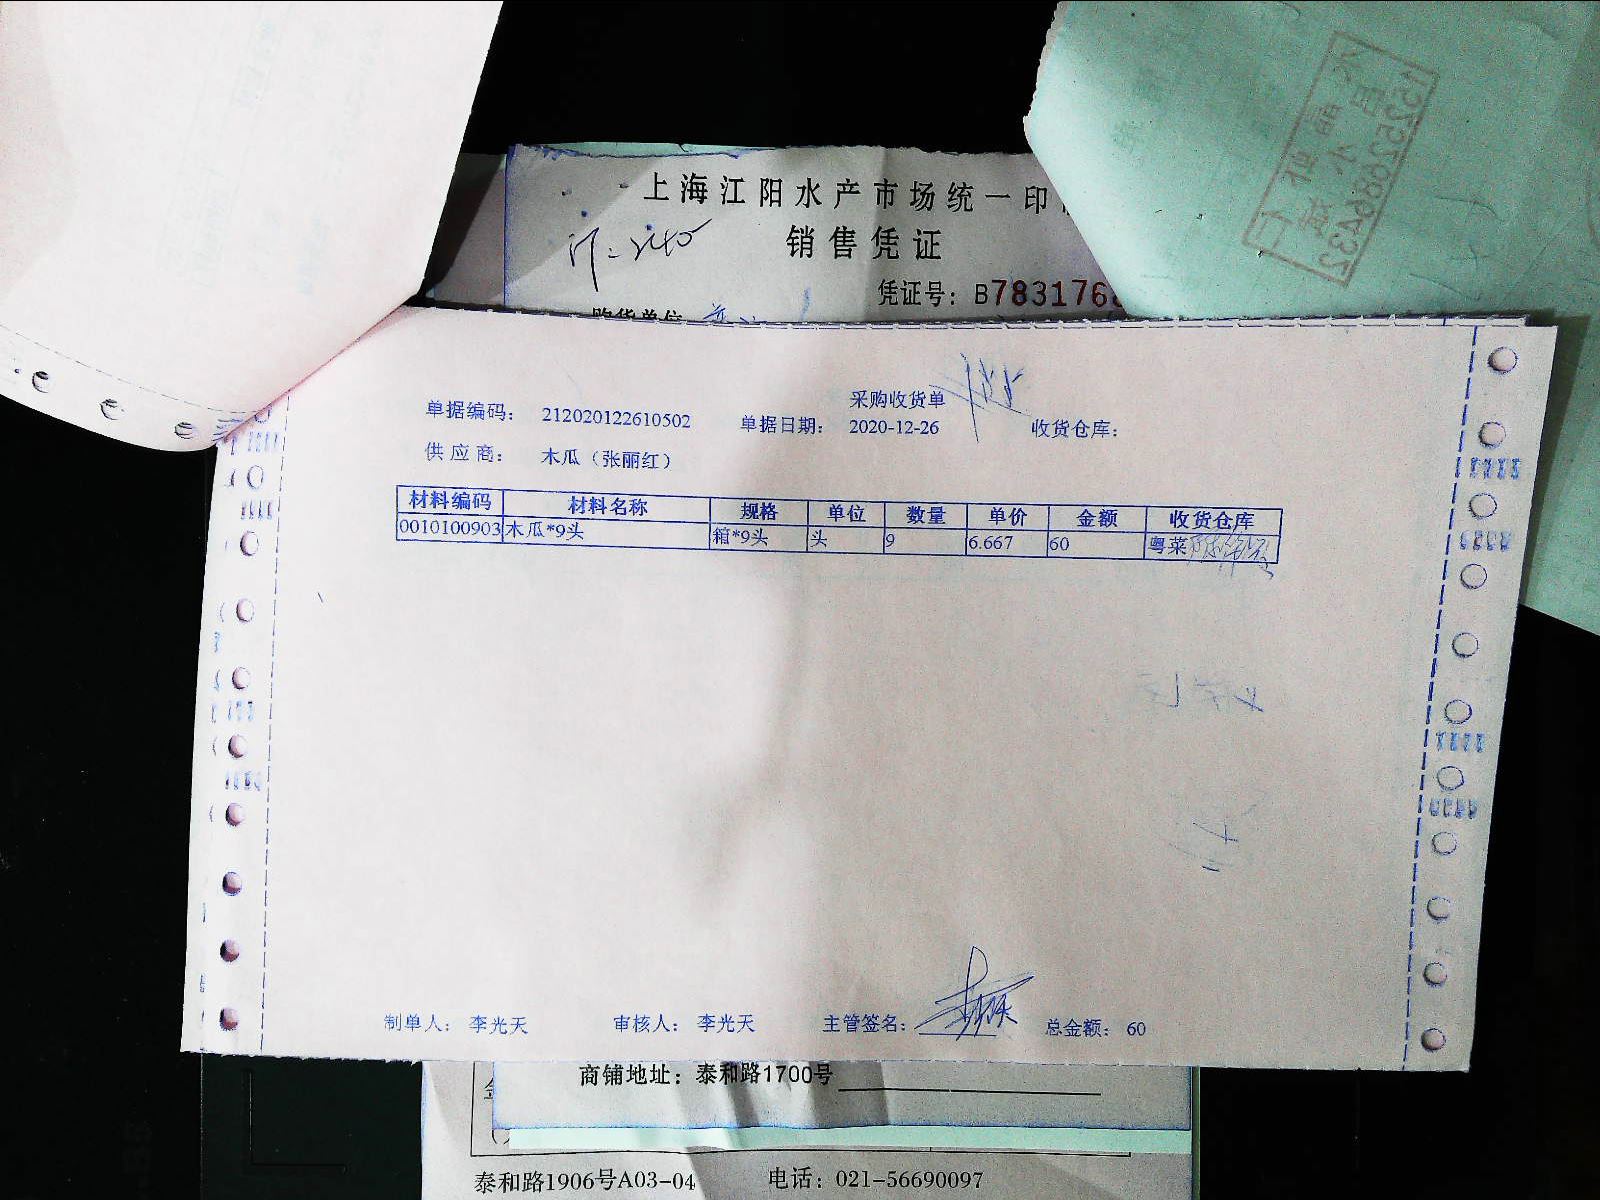 上海江阳水产市场统一印
销售凭证
凭证号：B7831768
购货单位
采购收货单
单据编码： 212020122610502 单据日期： 2020-12-26 收货仓库：
供应商： 木瓜（张丽红）
材料编码 材料名称 规格 单位 数量 单价 金额 收货仓库
0010100903 木瓜*9头 箱*9头 头 9 6.667 60 粤菜
制单人： 李光天 审核人： 李光天 主管签名： 总金额： 60
商铺地址：泰和路1700号
泰和路1906号A03-04 电话：021-56690097